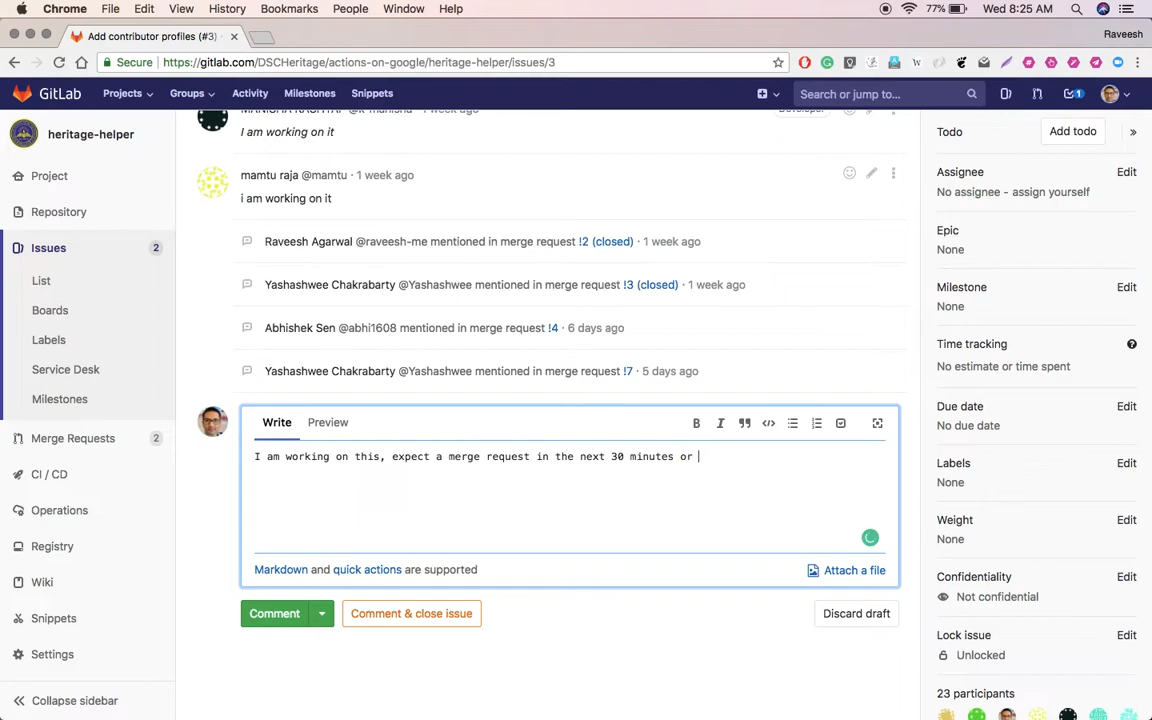 Chrome File Edit View History Bookmarks People Window Help 77% Wed 8:25 AM
Add contributor profiles (#3) Raveesh
Secure https://gitlab.com/DSCHeritage/actions-on-google/heritage-helper/issues/3
GitLab Projects Groups Activity Milestones Snippets Search or jump to... 1
heritage-helper
Project
Repository
Issues 2
List
Boards
Labels
Service Desk
Milestones
Merge Requests 2
CI / CD
Operations
Registry
Wiki
Snippets
Settings
Collapse sidebar
I am working on it
mamtu raja @mamtu · 1 week ago
i am working on it
Raveesh Agarwal @raveesh-me mentioned in merge request !2 (closed) · 1 week ago
Yashashwee Chakrabarty @Yashashwee mentioned in merge request !3 (closed) · 1 week ago
Abhishek Sen @abhi1608 mentioned in merge request !4 · 6 days ago
Yashashwee Chakrabarty @Yashashwee mentioned in merge request !7 · 5 days ago
Write Preview
I am working on this, expect a merge request in the next 30 minutes or
Markdown and quick actions are supported Attach a file
Comment Comment & close issue Discard draft
Todo Add todo
Assignee Edit
No assignee - assign yourself
Epic
None
Milestone Edit
None
Time tracking
No estimate or time spent
Due date Edit
No due date
Labels Edit
None
Weight Edit
None
Confidentiality Edit
Not confidential
Lock issue Edit
Unlocked
23 participants